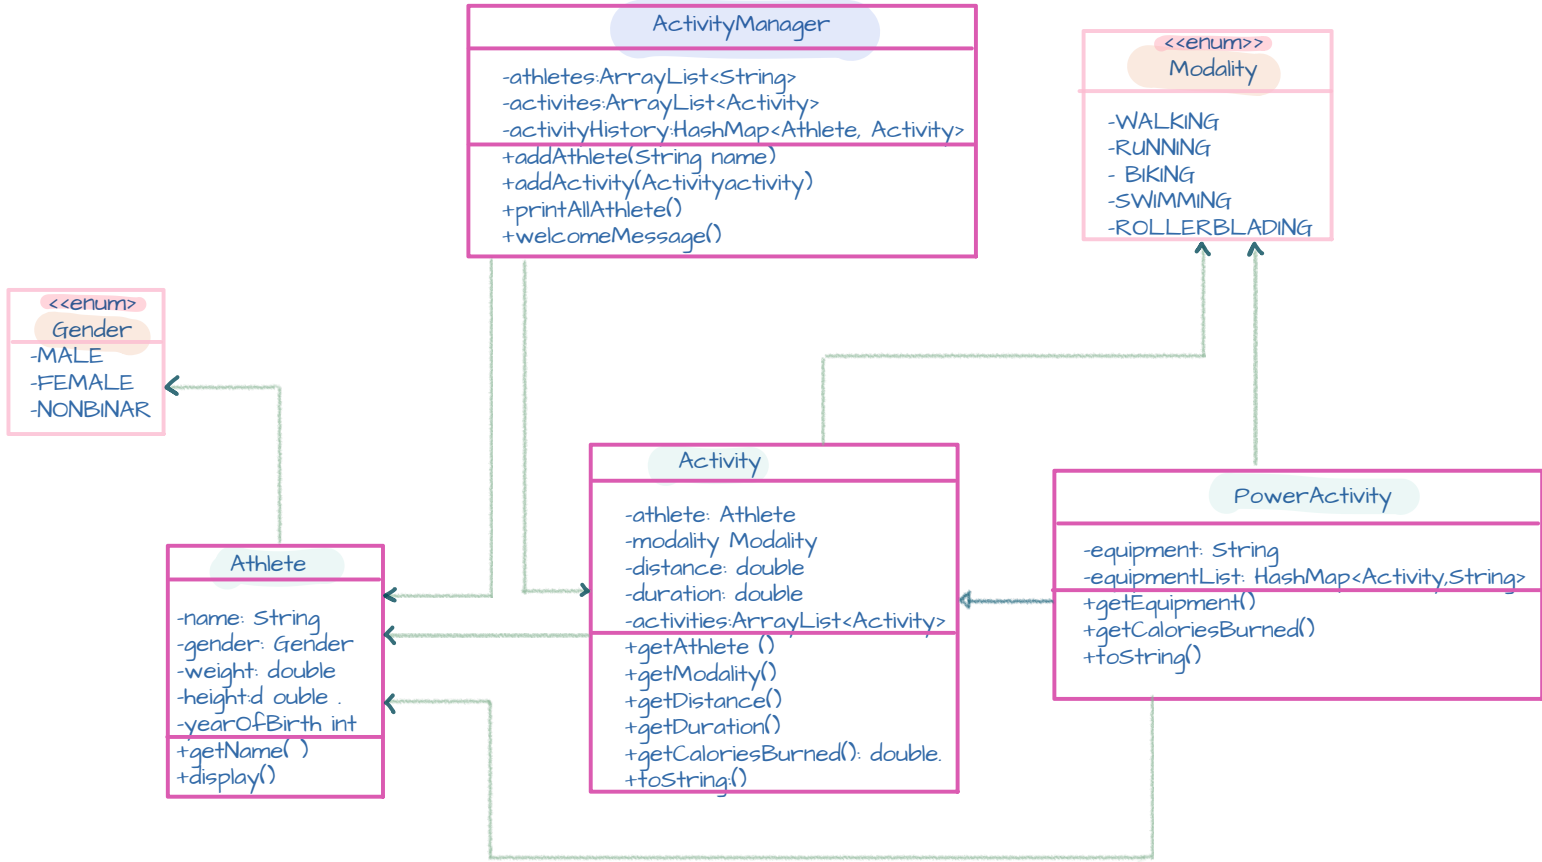 ActivityManager
-athletes:ArrayList<String>
-activites:ArrayList<Activity>
-activityHistory:HashMap<Athlete, Activity>
+addAthlete(String name)
+addActivity(Activityactivity)
+printAllAthlete()
+welcomeMessage()
<<enum>>
Modality
-WALKING
-RUNNING
- BIKING
-SWIMMING
-ROLLERBLADING
<<enum>
Gender
-MALE
-FEMALE
-NONBINAR
Athlete
-name: String
-gender: Gender
-weight: double
-height:d ouble .
-yearOfBirth int
+getName( )
+display()
Activity
-athlete: Athlete
-modality Modality
-distance: double
-duration: double
-activities:ArrayList<Activity>
+getAthlete ()
+getModality()
+getDistance()
+getDuration()
+getCaloriesBurned(): double.
+toString:()
PowerActivity
-equipment: String
-equipmentList: HashMap<Activity,String>
+getEquipment()
+getCaloriesBurned()
+toString()